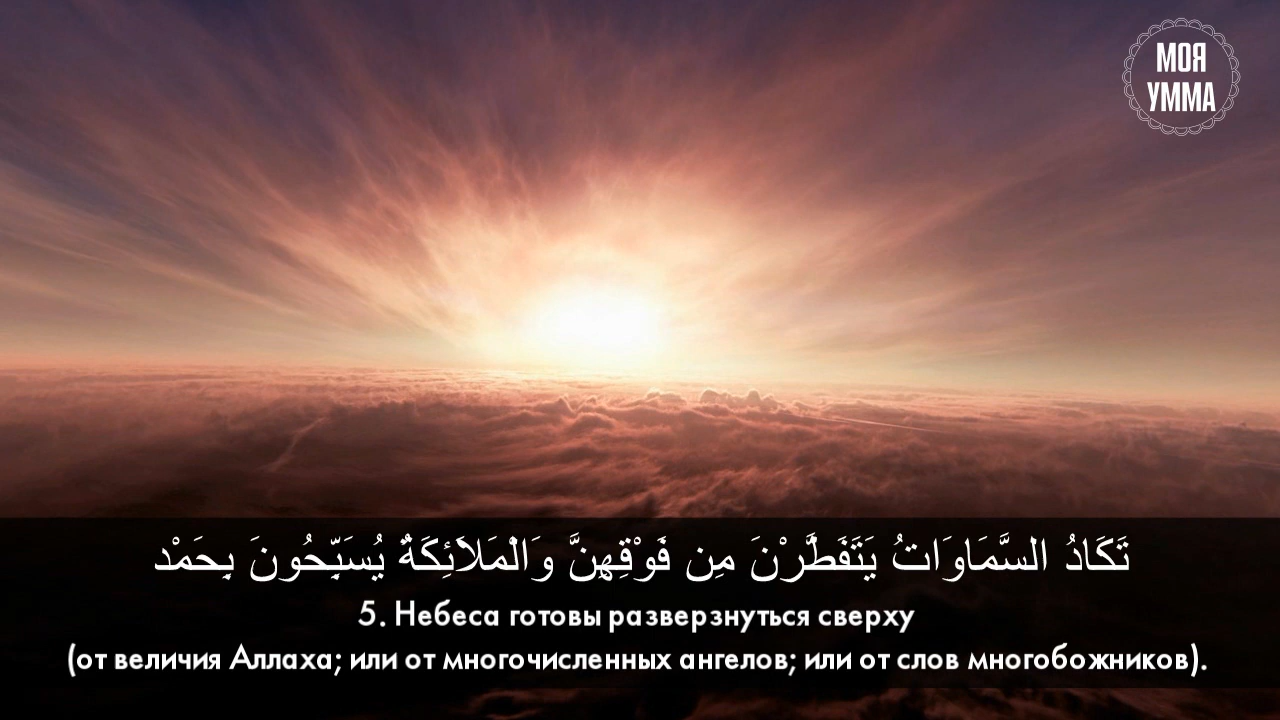 МОЯ
УММА
تَكَادُ السَّمَاوَاتُ يَتَفَطَّرْنَ مِن فَوْقِهِنَّ وَالْمَلَائِكَةُ يُسَبِّحُونَ بِحَمْد
5. Небеса готовы разверзнуться сверху
(от величия Аллаха; или от многочисленных ангелов; или от слов многобожников).